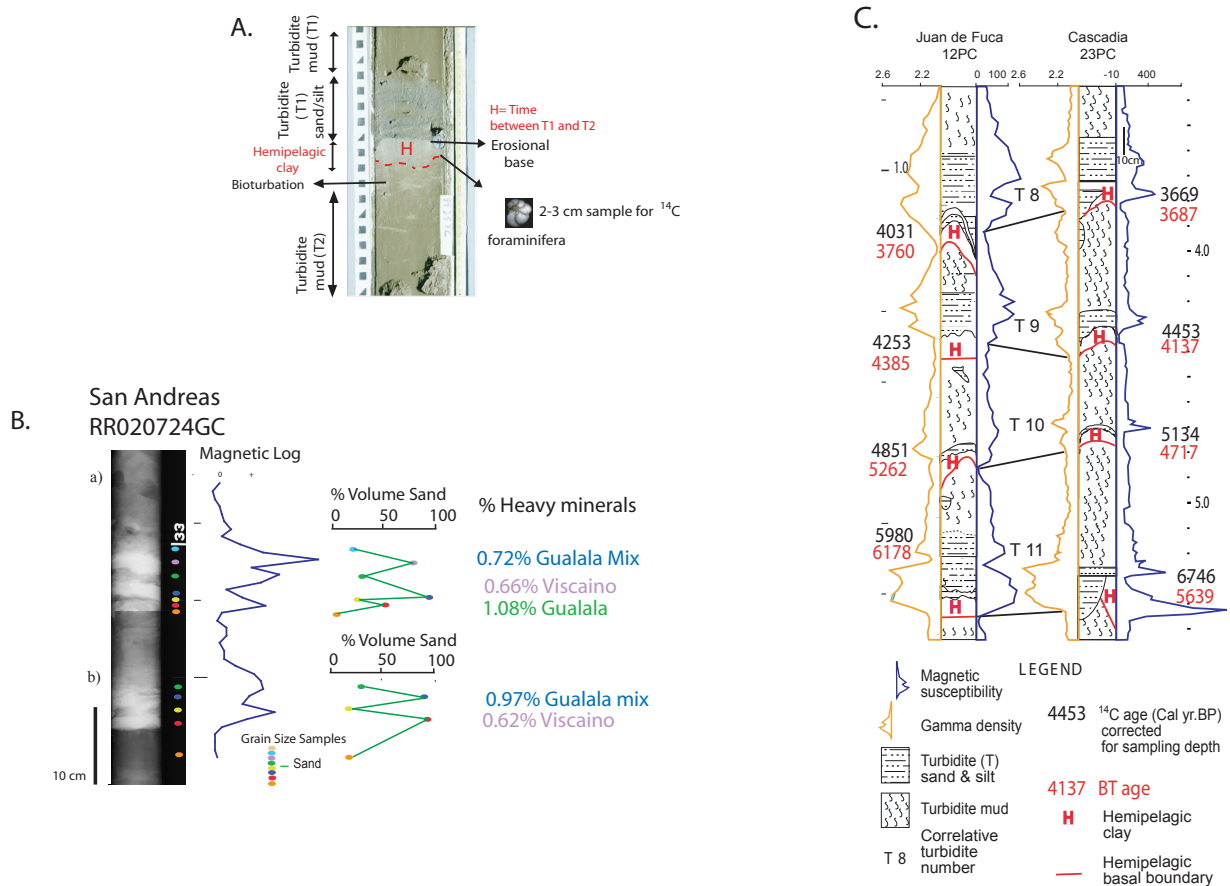 A.
Turbidite
mud (T1)
Turbidite
(T1)
sand/silt
Hemipelagic
clay
Bioturbation
Turbidite
mud (T2)
H
H= Time
between T1 and T2
Erosional
base
2-3 cm sample for ¹⁴C
foraminifera
B.
San Andreas
RR020724GC
Magnetic Log
- 0 +
a)
33
% Volume Sand
0 50 100
% Heavy minerals
0.72% Gualala Mix
0.66% Viscaino
1.08% Gualala
% Volume Sand
0 50 100
b)
0.97% Gualala mix
0.62% Viscaino
Grain Size Samples
Sand
10 cm
C.
Juan de Fuca
12PC
Cascadia
23PC
2.6 2.2 0 100 2.6 2.2 -10 400
10cm
1.0
T 8
H
H
3669
3687
4031
3760
4.0
T 9
H
H
4453
4137
4253
4385
T 10
H
H
5134
4717
4851
5262
5.0
5980
6178
T 11
H
H
6746
5639
LEGEND
Magnetic
susceptibility
Gamma density
Turbidite (T)
sand & silt
Turbidite mud
T 8
Correlative
turbidite
number
4453
¹⁴C age (Cal yr.BP)
corrected
for sampling depth
4137 BT age
H
Hemipelagic
clay
Hemipelagic
basal boundary